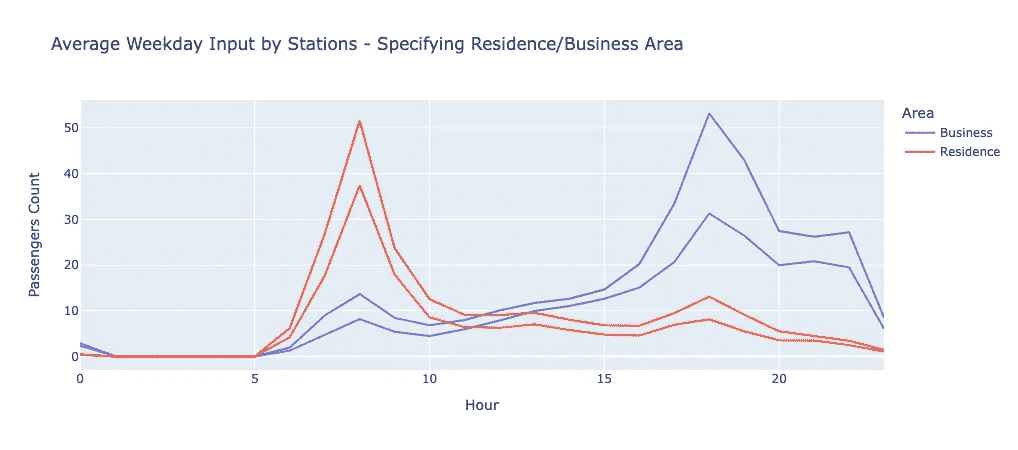 Average Weekday Input by Stations - Specifying Residence/Business Area
Area
Business
Residence
Passengers Count
50
40
30
20
10
0
0 5 10 15 20
Hour